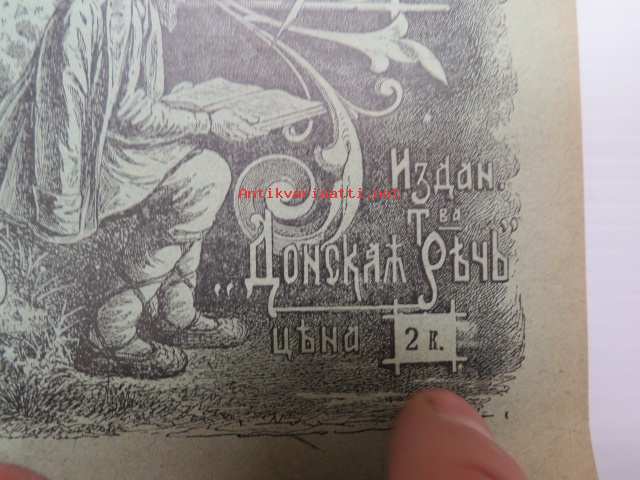 Издан.
Т ва
„Донская Рѣчь"
цѣна 2 к.
Antikvariaatti.net